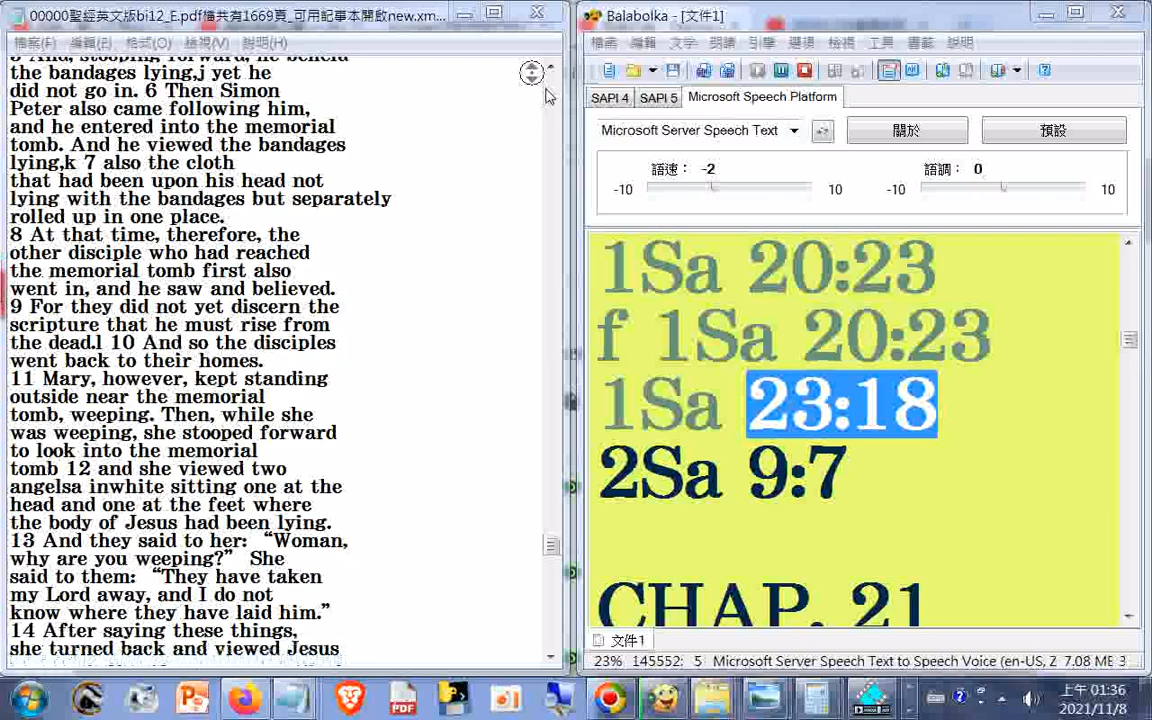 00000聖經英文版bi12_E.pdf檔共有1669頁_可用記事本開啟new.xm...
檔案(F) 編輯(E) 格式(O) 檢視(V) 說明(H)
5 And, stooping forward, he beheld
the bandages lying,j yet he
did not go in. 6 Then Simon
Peter also came following him,
and he entered into the memorial
tomb. And he viewed the bandages
lying,k 7 also the cloth
that had been upon his head not
lying with the bandages but separately
rolled up in one place.
8 At that time, therefore, the
other disciple who had reached
the memorial tomb first also
went in, and he saw and believed.
9 For they did not yet discern the
scripture that he must rise from
the dead.l 10 And so the disciples
went back to their homes.
11 Mary, however, kept standing
outside near the memorial
tomb, weeping. Then, while she
was weeping, she stooped forward
to look into the memorial
tomb 12 and she viewed two
angelsa inwhite sitting one at the
head and one at the feet where
the body of Jesus had been lying.
13 And they said to her: “Woman,
why are you weeping?” She
said to them: “They have taken
my Lord away, and I do not
know where they have laid him.”
14 After saying these things,
she turned back and viewed Jesus
Balabolka - [文件1]
檔案 編輯 文字 朗讀 引擎 選項 檢視 工具 書籤 說明
SAPI 4 SAPI 5 Microsoft Speech Platform
Microsoft Server Speech Text 關於 預設
語速: -2 語調: 0
-10 10 -10 10
1Sa 20:23
f 1Sa 20:23
1Sa 23:18
2Sa 9:7
CHAP. 21
文件1
23% 145552: 5 Microsoft Server Speech Text to Speech Voice (en-US, Z 7.08 MB 3
上午 01:36
2021/11/8